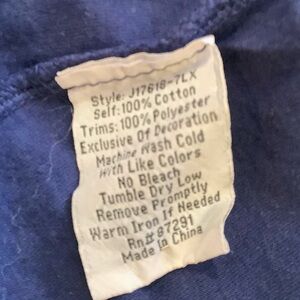 Style: J17618-7LX
Self: 100% Cotton
Trims: 100% Polyester
Exclusive Of Decoration
Machine Wash Cold
With Like Colors
No Bleach
Tumble Dry Low
Remove Promptly
Warm Iron If Needed
Rn# 87291
Made In China